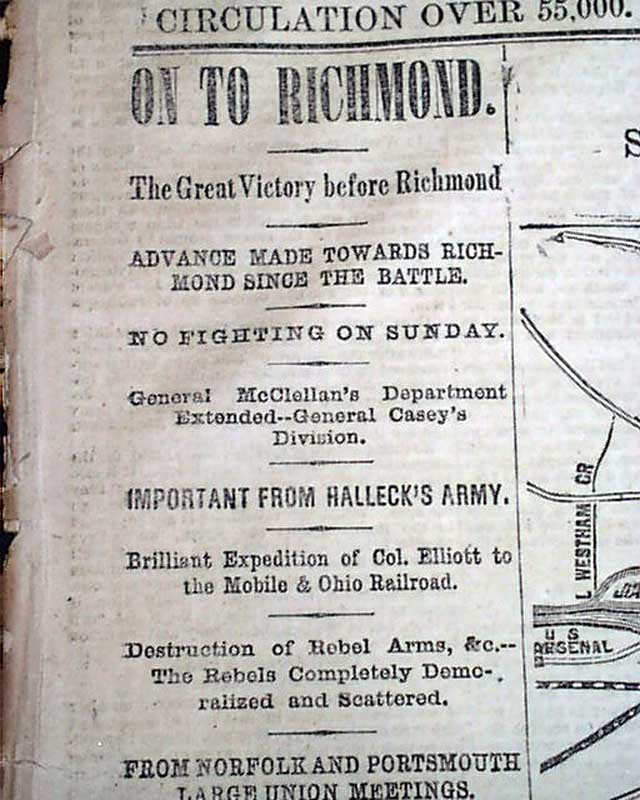 CIRCULATION OVER 55,000.
ON TO RICHMOND.
The Great Victory before Richmond
ADVANCE MADE TOWARDS RICH-
MOND SINCE THE BATTLE.
NO FIGHTING ON SUNDAY.
General McClellan's Department
Extended--General Casey's
Division.
IMPORTANT FROM HALLECK'S ARMY.
Brilliant Expedition of Col. Elliott to
the Mobile & Ohio Railroad.
Destruction of Rebel Arms, &c.--
The Rebels Completely Demo-
ralized and Scattered.
FROM NORFOLK AND PORTSMOUTH
LARGE UNION MEETINGS.
S
L WESTHAM CR
U S
ARSENAL